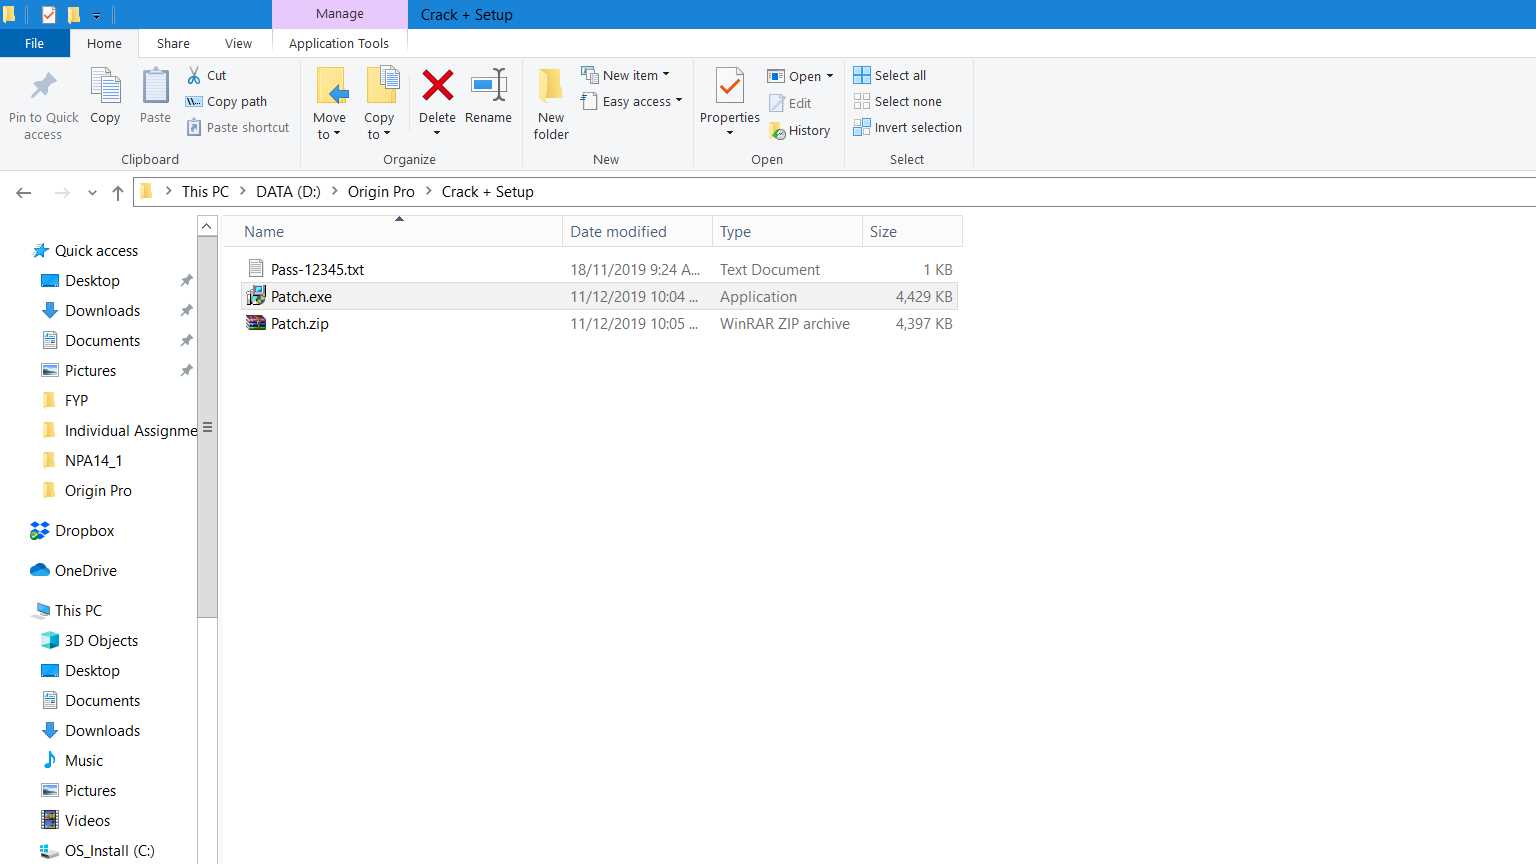 Manage
Crack + Setup
File
Home
Share
View
Application Tools
Pin to Quick access
Copy
Paste
Cut
Copy path
Paste shortcut
Clipboard
Move to
Copy to
Delete
Rename
Organize
New folder
New item
Easy access
New
Properties
Open
Edit
History
Open
Select all
Select none
Invert selection
Select
This PC > DATA (D:) > Origin Pro > Crack + Setup
Quick access
Desktop
Downloads
Documents
Pictures
FYP
Individual Assignme
NPA14_1
Origin Pro
Dropbox
OneDrive
This PC
3D Objects
Desktop
Documents
Downloads
Music
Pictures
Videos
OS_Install (C:)
Name Date modified Type Size
Pass-12345.txt 18/11/2019 9:24 A... Text Document 1 KB
Patch.exe 11/12/2019 10:04 ... Application 4,429 KB
Patch.zip 11/12/2019 10:05 ... WinRAR ZIP archive 4,397 KB